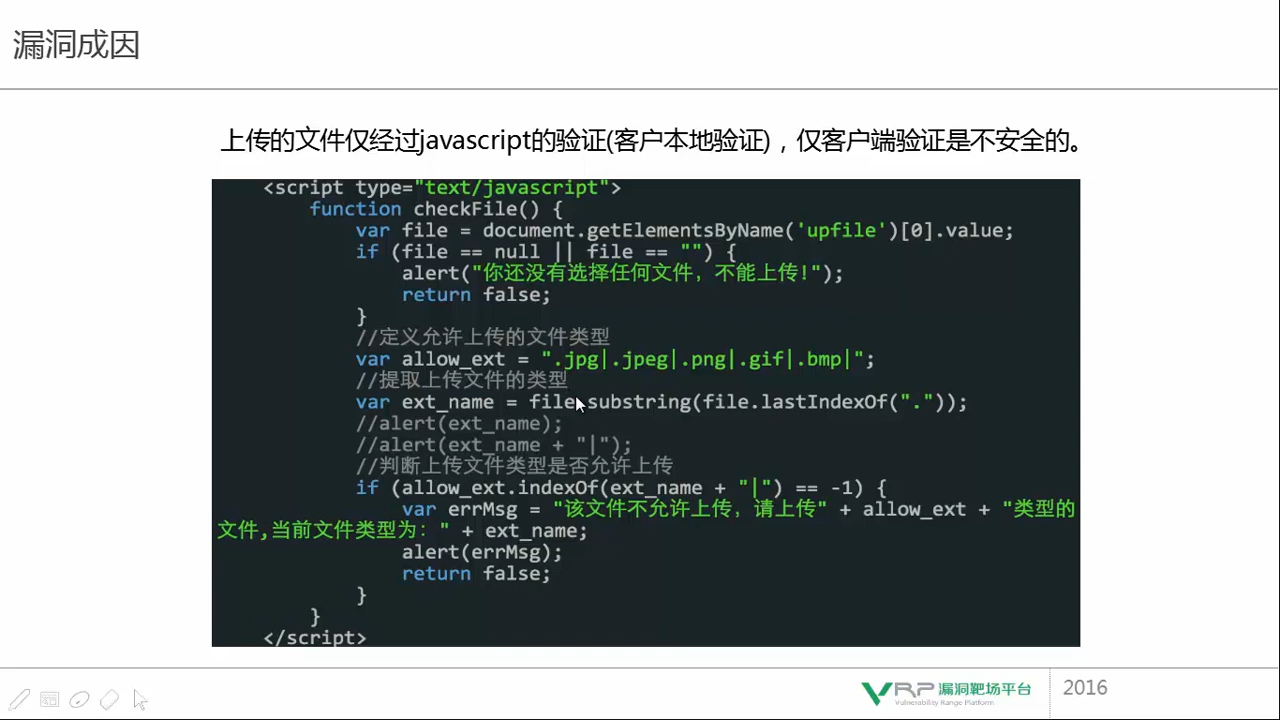 漏洞成因
上传的文件仅经过javascript的验证(客户本地验证)，仅客户端验证是不安全的。
<script type="text/javascript">
function checkFile() {
var file = document.getElementsByName('upfile')[0].value;
if (file == null || file == "") {
alert("你还没有选择任何文件，不能上传!");
return false;
}
//定义允许上传的文件类型
var allow_ext = ".jpg|.jpeg|.png|.gif|.bmp|";
//提取上传文件的类型
var ext_name = file.substring(file.lastIndexOf("."));
//alert(ext_name);
//alert(ext_name + "|");
//判断上传文件类型是否允许上传
if (allow_ext.indexOf(ext_name + "|") == -1) {
var errMsg = "该文件不允许上传，请上传" + allow_ext + "类型的
文件,当前文件类型为：" + ext_name;
alert(errMsg);
return false;
}
}
</script>
VRP 漏洞靶场平台
Vulnerability Range Platform
2016